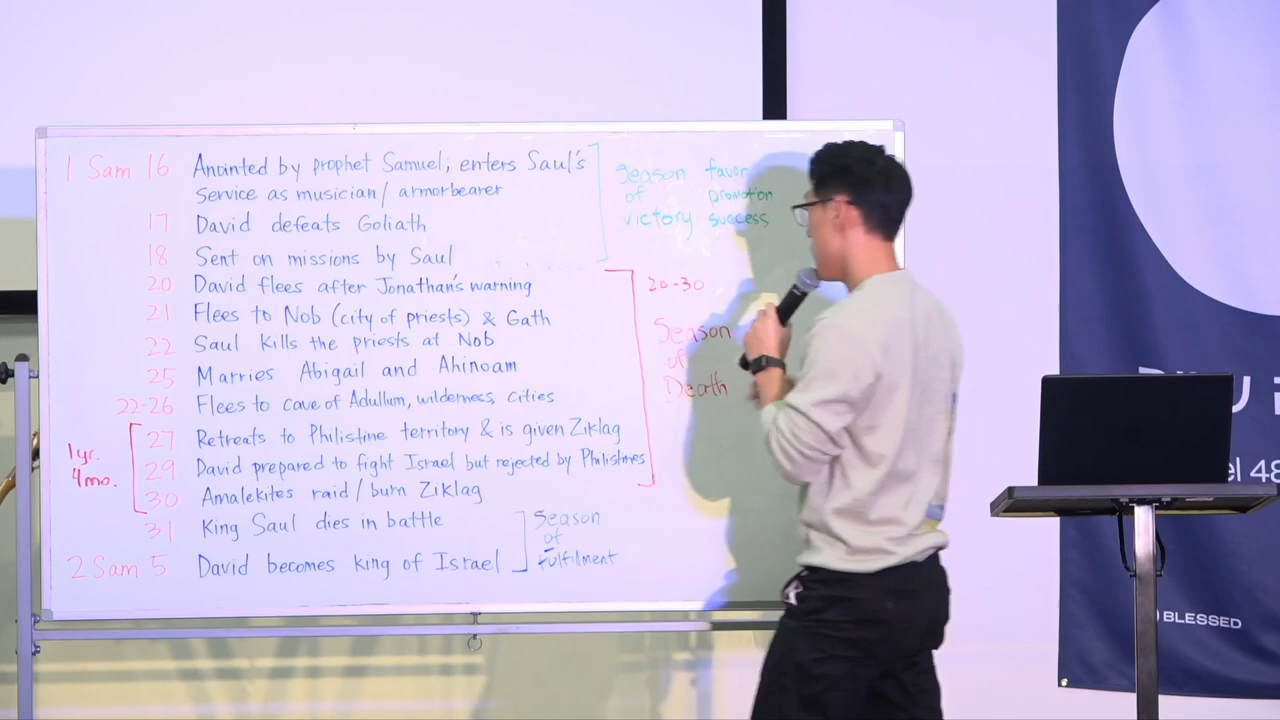 1 Sam 16 Anointed by prophet Samuel; enters Saul's
service as musician/armorbearer
17 David defeats Goliath
18 Sent on missions by Saul
20 David flees after Jonathan's warning
21 Flees to Nob (city of priests) & Gath
22 Saul kills the priests at Nob
25 Marries Abigail and Ahinoam
22-26 Flees to cave of Adullum, wilderness, cities
27 Retreats to Philistine territory & is given Ziklag
29 David prepared to fight Israel but rejected by Philistines
30 Amalekites raid/burn Ziklag
31 King Saul dies in battle
2 Sam 5 David becomes king of Israel
1yr.
4mo.
Season favor
of promotion
victory success
20-30
Season
of
Death
Season
of
fulfillment
el 48
BLESSED